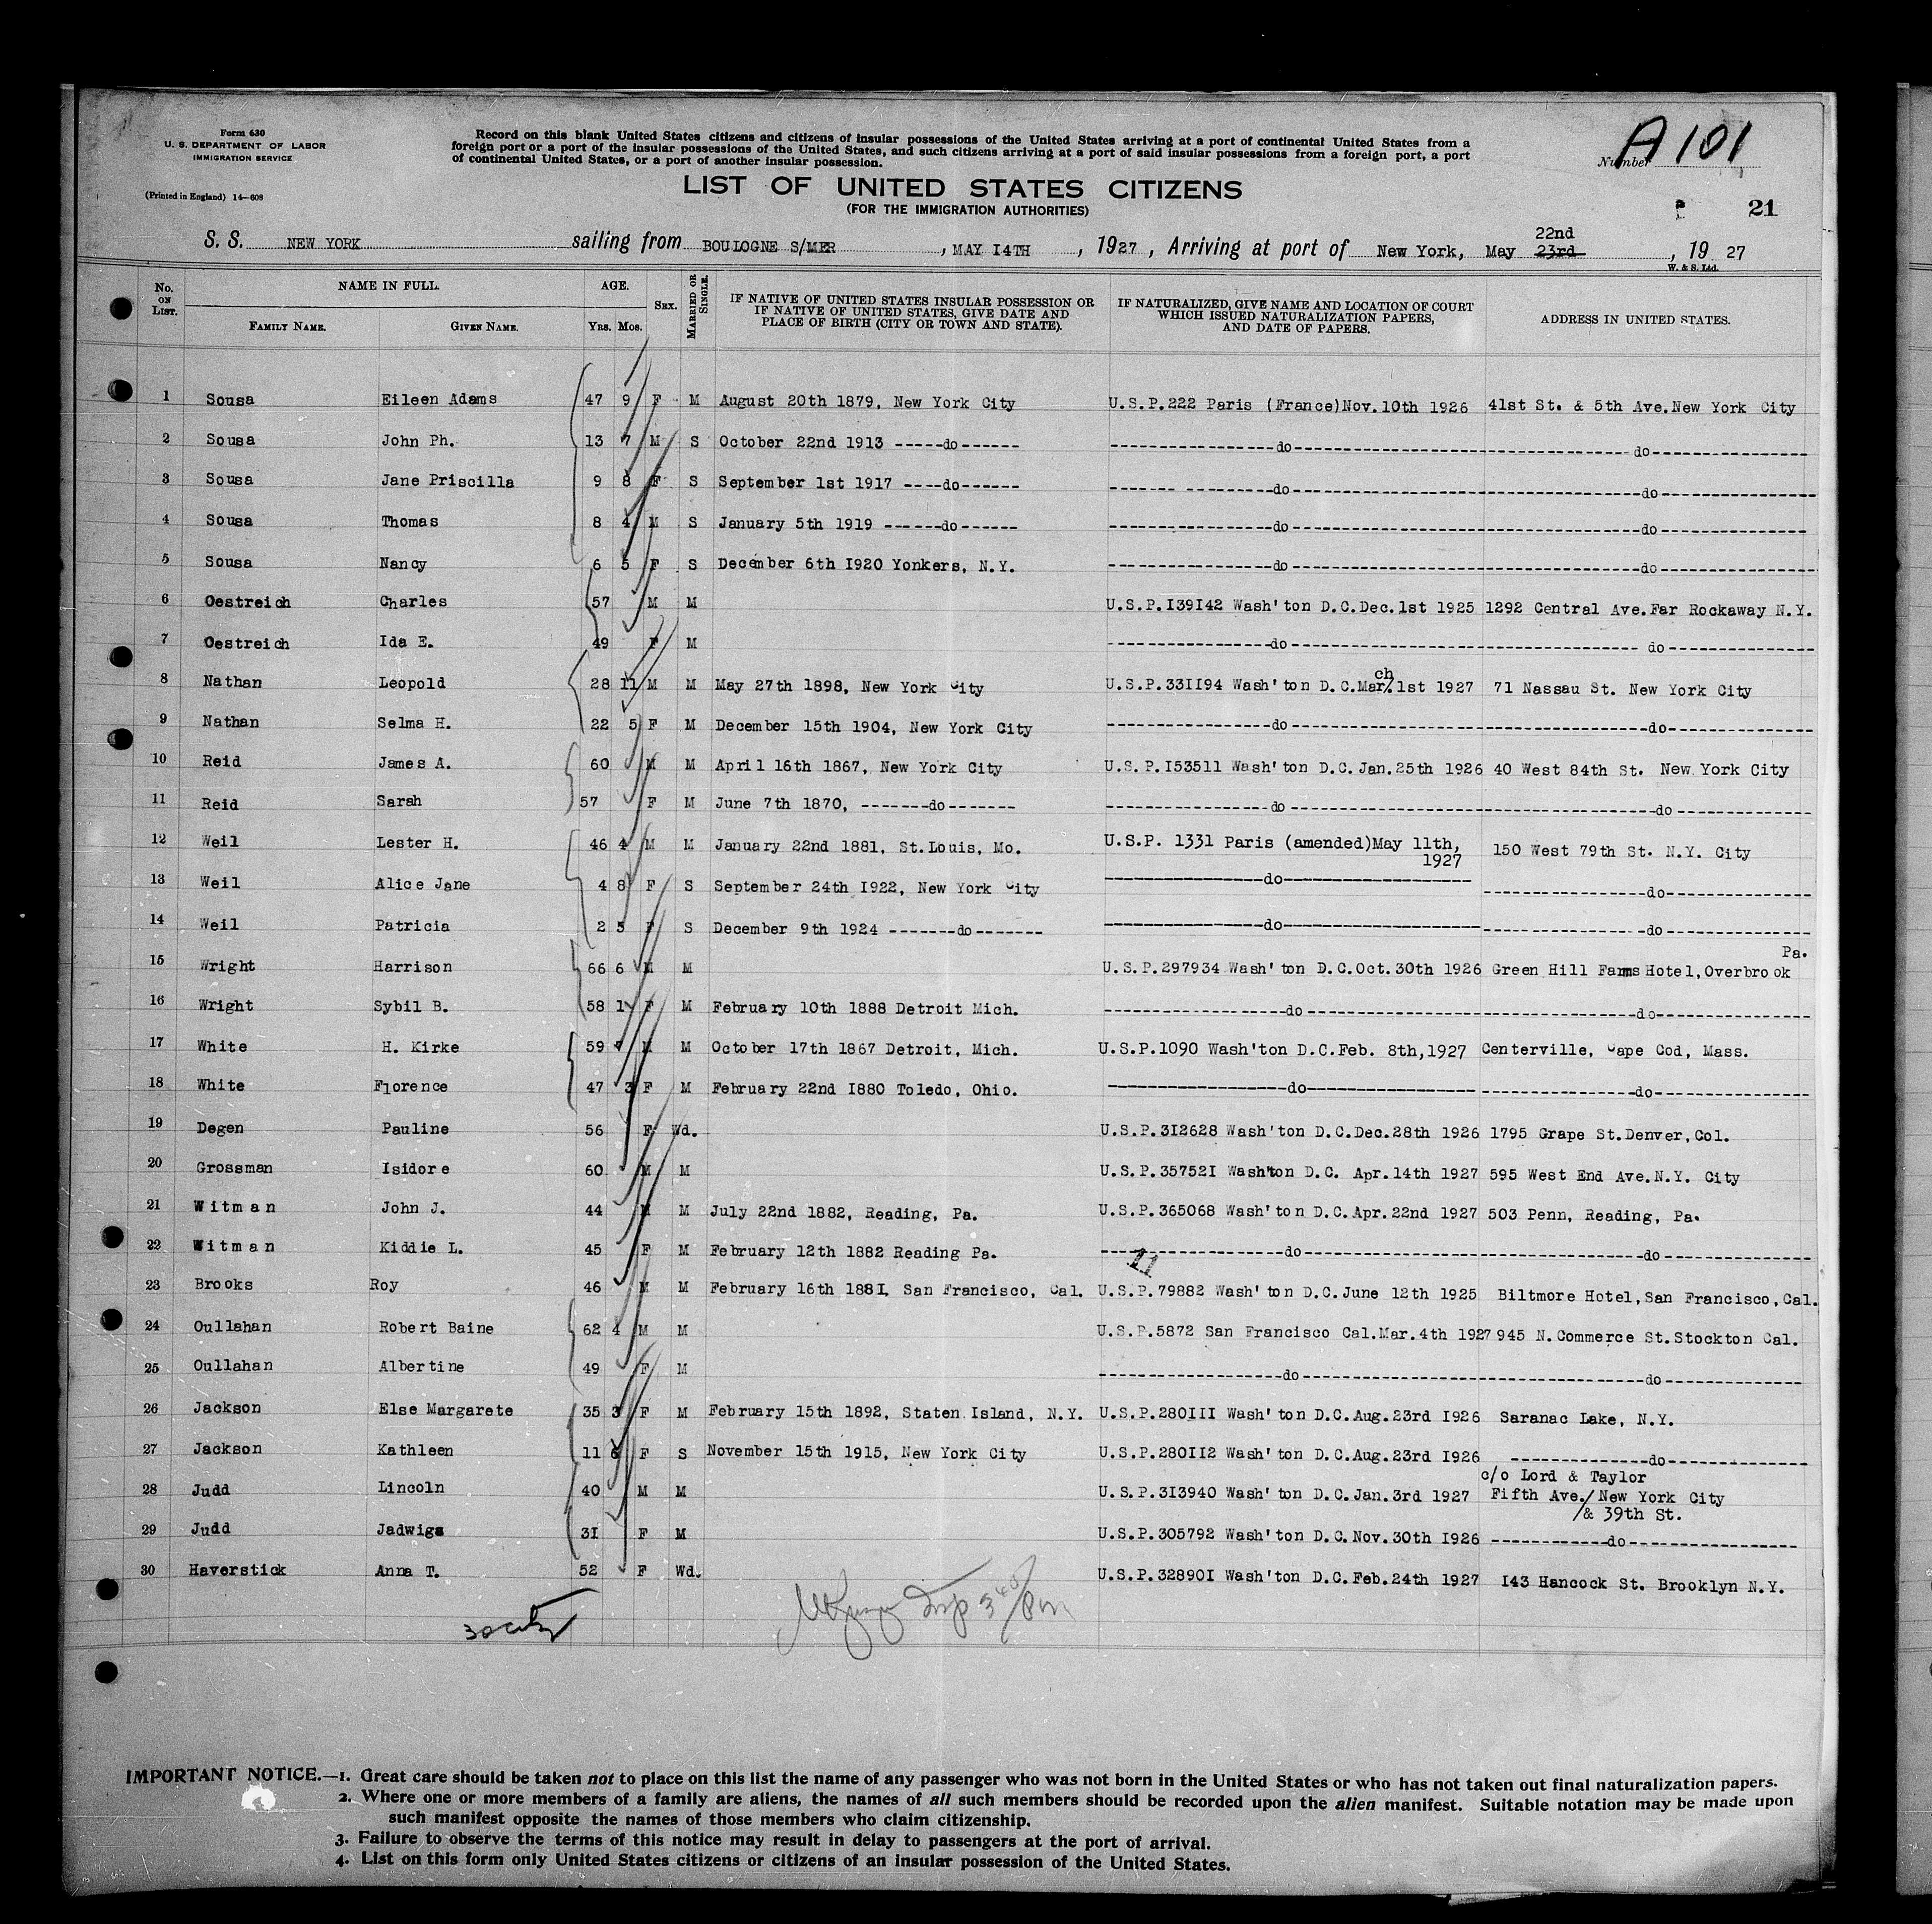 Form 630
U. S. DEPARTMENT OF LABOR
IMMIGRATION SERVICE
(Printed in England) 14—608
Record on this blank United States citizens and citizens of insular possessions of the United States arriving at a port of continental United States from a
foreign port or a port of the insular possessions of the United States, and such citizens arriving at a port of said insular possessions from a foreign port, a port
of continental United States, or a port of another insular possession.
Number A 101
LIST OF UNITED STATES CITIZENS
(FOR THE IMMIGRATION AUTHORITIES)
21
22nd
S. S. NEW YORK sailing from BOULOGNE S/MER, MAY I4TH, 1927, Arriving at port of New York, May 23rd, 19 27
W. & S. Ltd.
No. ON LIST. NAME IN FULL. FAMILY NAME. GIVEN NAME. AGE. Yrs. Mos. SEX. MARRIED OR SINGLE. IF NATIVE OF UNITED STATES INSULAR POSSESSION OR IF NATIVE OF UNITED STATES, GIVE DATE AND PLACE OF BIRTH (CITY OR TOWN AND STATE). IF NATURALIZED, GIVE NAME AND LOCATION OF COURT WHICH ISSUED NATURALIZATION PAPERS, AND DATE OF PAPERS. ADDRESS IN UNITED STATES.
1 Sousa Eileen Adams 47 9 F M August 20th 1879, New York City U.S.P.222 Paris (France)Nov.10th 1926 41st St. & 5th Ave.New York City
2 Sousa John Ph. 13 7 M S October 22nd 1913 -----do------ ---do--- ---do---
3 Sousa Jane Priscilla 9 8 F S September 1st 1917 ----do------ ---do--- ---do---
4 Sousa Thomas 8 4 M S January 5th 1919 ------do------ ---do--- ---do---
5 Sousa Nancy 6 5 F S December 6th I920 Yonkers, N.Y. ---do--- ---do---
6 Oestreich Charles 57 M M U.S.P.I39I42 Wash'ton D.C.Dec.1st 1925 1292 Central Ave.Far Rockaway N.Y.
7 Oestreich Ida E. 49 F M ---do--- ---do---
8 Nathan Leopold 28 11 M M May 27th 1898, New York City U.S.P.33II94 Wash'ton D.C.Mar/ch.1st 1927 71 Nassau St. New York City
9 Nathan Selma H. 22 5 F M December 15th 1904, New York City ---do--- ---do---
10 Reid James A. 60 M M April 16th 1867, New York City U.S.P.I53511 Wash'ton D.C.Jan.25th 1926 40 West 84th St. New York City
11 Reid Sarah 57 F M June 7th 1870, -------do------- ---do--- ---do---
12 Weil Lester H. 46 4 M M January 22nd 1881, St.Louis, Mo. U.S.P. 1331 Paris (amended)May 11th, 1927 150 West 79th St. N.Y. City
13 Weil Alice Jane 4 8 F S September 24th I922, New York City ---do--- ---do---
14 Weil Patricia 2 5 F S December 9th 1924 -------do------- ---do--- ---do---
15 Wright Harrison 66 6 M M U.S.P.297934 Wash'ton D.C.Oct.30th 1926 Green Hill Farms Hotel,Overbrook Pa.
16 Wright Sybil B. 58 1 F M February 10th 1888 Detroit Mich. ---do--- ---do---
17 White H. Kirke 59 7 M M October 17th 1867 Detroit, Mich. U.S.P.1090 Wash'ton D.C.Feb. 8th,1927 Centerville, Cape Cod, Mass.
18 White Florence 47 3 F M February 22nd I880 Toledo, Ohio. ---do--- ---do---
19 Degen Pauline 56 F Wd. U.S.P.3I2628 Wash'ton D.C.Dec.28th 1926 1795 Grape St.Denver,Col.
20 Grossman Isidore 60 M M U.S.P.35752I Wash'ton D.C. Apr.14th 1927 595 West End Ave.N.Y. City
21 Witman John J. 44 M M July 22nd 1882, Reading, Pa. U.S.P.365068 Wash'ton D.C.Apr.22nd 1927 503 Penn, Reading, Pa.
22 Witman Kiddie L. 45 F M February 12th 1882 Reading Pa. ---do--- ---do---
11
23 Brooks Roy 46 M M February 16th 188I, San Francisco, Cal. U.S.P.79882 Wash'ton D.C.June 12th 1925 Biltmore Hotel,San Francisco,Cal.
24 Oullahan Robert Baine 62 4 M M U.S.P.5872 San Francisco Cal.Mar.4th 1927 945 N.Commerce St.Stockton Cal.
25 Oullahan Albertine 49 F M ---do--- ---do---
26 Jackson Else Margarete 35 3 F M February 15th 1892, Staten Island, N.Y. U.S.P.280III Wash'ton D.C.Aug.23rd I926 Saranac Lake, N.Y.
27 Jackson Kathleen 11 6 F S November 15th 1915, New York City U.S.P.280II2 Wash'ton D.C.Aug.23rd I926 ---do---
28 Judd Lincoln 40 M M U.S.P.3I3940 Wash'ton D.C.Jan.3rd 1927 c/o Lord & Taylor Fifth Ave./New York City /& 39th St.
29 Judd Jadwiga 3I F M U.S.P.305792 Wash'ton D.C.Nov.30th I926 ---do---
30 Haverstick Anna T. 52 F Wd. U.S.P.32890I Wash'ton D.C.Feb.24th 1927 I43 Hancock St. Brooklyn N.Y.
IMPORTANT NOTICE.—1. Great care should be taken not to place on this list the name of any passenger who was not born in the United States or who has not taken out final naturalization papers.
2. Where one or more members of a family are aliens, the names of all such members should be recorded upon the alien manifest. Suitable notation may be made upon
such manifest opposite the names of those members who claim citizenship.
3. Failure to observe the terms of this notice may result in delay to passengers at the port of arrival.
4. List on this form only United States citizens or citizens of an insular possession of the United States.